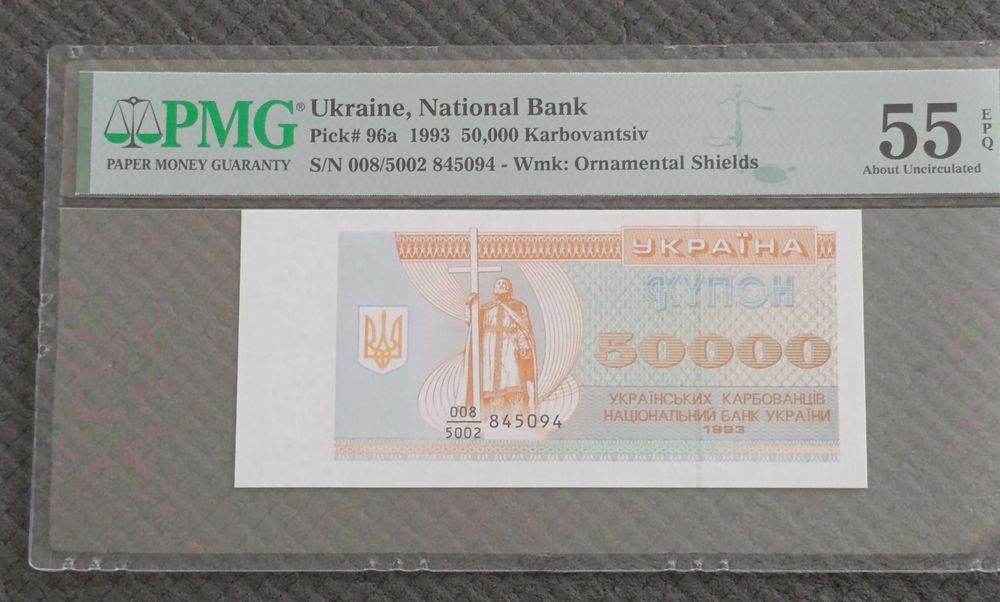 PMG®
PAPER MONEY GUARANTY
Ukraine, National Bank
Pick# 96a 1993 50,000 Karbovantsiv
S/N 008/5002 845094 - Wmk: Ornamental Shields
55
EPQ
About Uncirculated
УКРАЇНА
КУПОН
50000
УКРАЇНСЬКИХ КАРБОВАНЦІВ
НАЦІОНАЛЬНИЙ БАНК УКРАЇНИ
1993
008
5002 845094